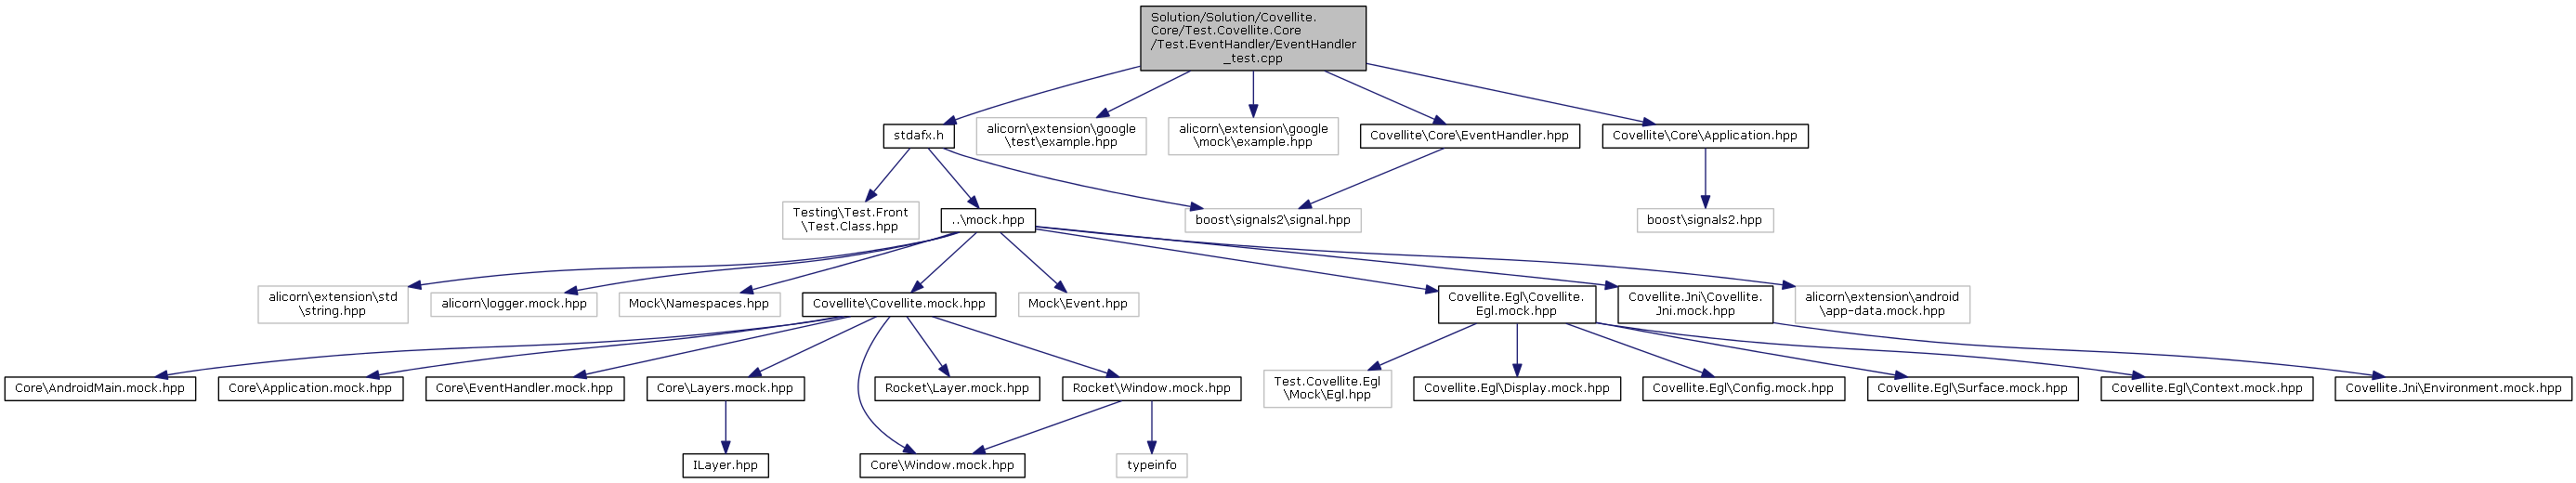 Solution/Solution/Covellite.
Core/Test.Covellite.Core
/Test.EventHandler/EventHandler
_test.cpp
stdafx.h
alicorn\extension\google
\test\example.hpp
alicorn\extension\google
\mock\example.hpp
Covellite\Core\EventHandler.hpp
Covellite\Core\Application.hpp
Testing\Test.Front
\Test.Class.hpp
..\mock.hpp
boost\signals2\signal.hpp
boost\signals2.hpp
alicorn\extension\std
\string.hpp
alicorn\logger.mock.hpp
Mock\Namespaces.hpp
Covellite\Covellite.mock.hpp
Mock\Event.hpp
Covellite.Egl\Covellite.
Egl.mock.hpp
Covellite.Jni\Covellite.
Jni.mock.hpp
alicorn\extension\android
\app-data.mock.hpp
Core\AndroidMain.mock.hpp
Core\Application.mock.hpp
Core\EventHandler.mock.hpp
Core\Layers.mock.hpp
Rocket\Layer.mock.hpp
Rocket\Window.mock.hpp
Test.Covellite.Egl
\Mock\Egl.hpp
Covellite.Egl\Display.mock.hpp
Covellite.Egl\Config.mock.hpp
Covellite.Egl\Surface.mock.hpp
Covellite.Egl\Context.mock.hpp
Covellite.Jni\Environment.mock.hpp
ILayer.hpp
Core\Window.mock.hpp
typeinfo